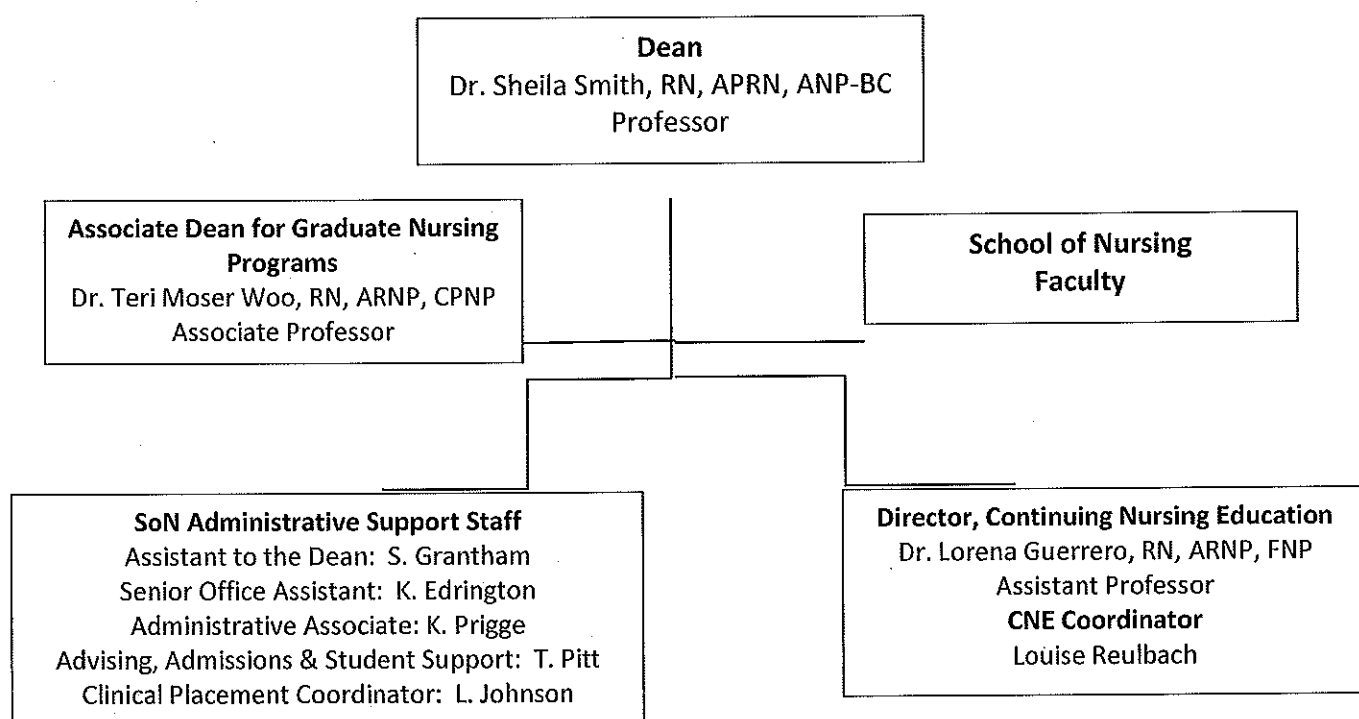 Dean
Dr. Sheila Smith, RN, APRN, ANP-BC
Professor
Associate Dean for Graduate Nursing
Programs
Dr. Teri Moser Woo, RN, ARNP, CPNP
Associate Professor
School of Nursing
Faculty
SoN Administrative Support Staff
Assistant to the Dean: S. Grantham
Senior Office Assistant: K. Edrington
Administrative Associate: K. Prigge
Advising, Admissions & Student Support: T. Pitt
Clinical Placement Coordinator: L. Johnson
Director, Continuing Nursing Education
Dr. Lorena Guerrero, RN, ARNP, FNP
Assistant Professor
CNE Coordinator
Louise Reulbach